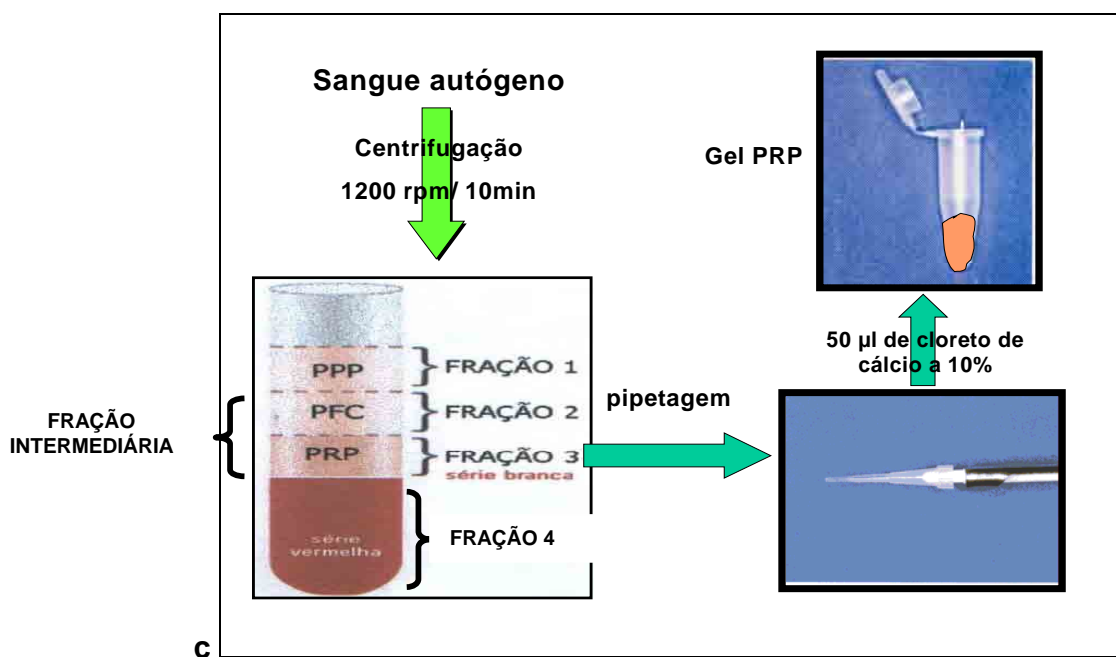 Sangue autógeno
Centrifugação
1200 rpm/ 10min
Gel PRP
PPP
FRAÇÃO 1
PFC
FRAÇÃO 2
PRP
FRAÇÃO 3
série branca
série
vermelha
FRAÇÃO 4
FRAÇÃO
INTERMEDIÁRIA
pipetagem
50 µl de cloreto de
cálcio a 10%
c